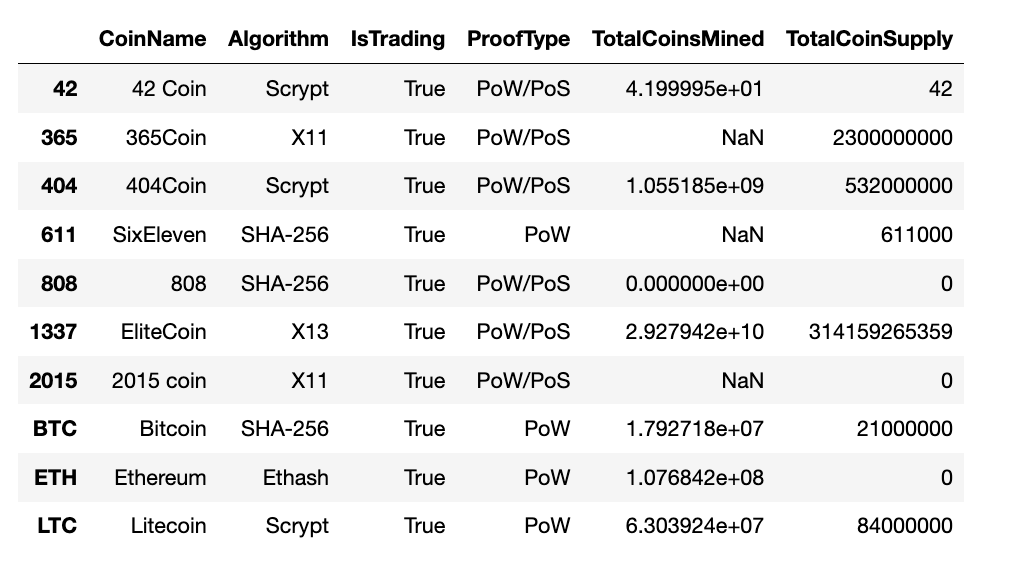 CoinName Algorithm IsTrading ProofType TotalCoinsMined TotalCoinSupply
42 42 Coin Scrypt True PoW/PoS 4.199995e+01 42
365 365Coin X11 True PoW/PoS NaN 2300000000
404 404Coin Scrypt True PoW/PoS 1.055185e+09 532000000
611 SixEleven SHA-256 True PoW NaN 611000
808 808 SHA-256 True PoW/PoS 0.000000e+00 0
1337 EliteCoin X13 True PoW/PoS 2.927942e+10 314159265359
2015 2015 coin X11 True PoW/PoS NaN 0
BTC Bitcoin SHA-256 True PoW 1.792718e+07 21000000
ETH Ethereum Ethash True PoW 1.076842e+08 0
LTC Litecoin Scrypt True PoW 6.303924e+07 84000000